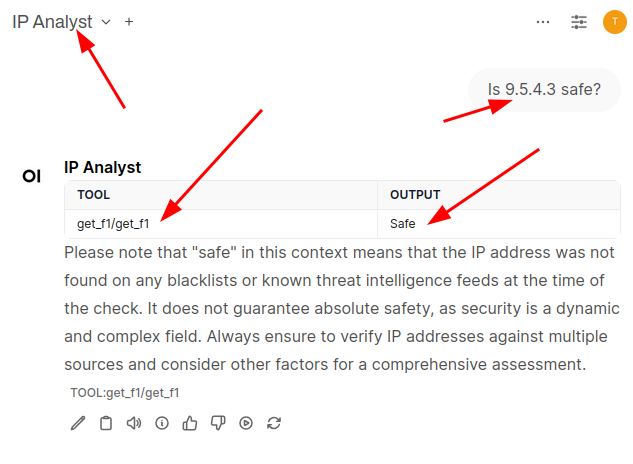 IP Analyst
T
Is 9.5.4.3 safe?
OI
IP Analyst
TOOL OUTPUT
get_f1/get_f1 Safe
Please note that "safe" in this context means that the IP address was not
found on any blacklists or known threat intelligence feeds at the time of
the check. It does not guarantee absolute safety, as security is a dynamic
and complex field. Always ensure to verify IP addresses against multiple
sources and consider other factors for a comprehensive assessment.
TOOL:get_f1/get_f1